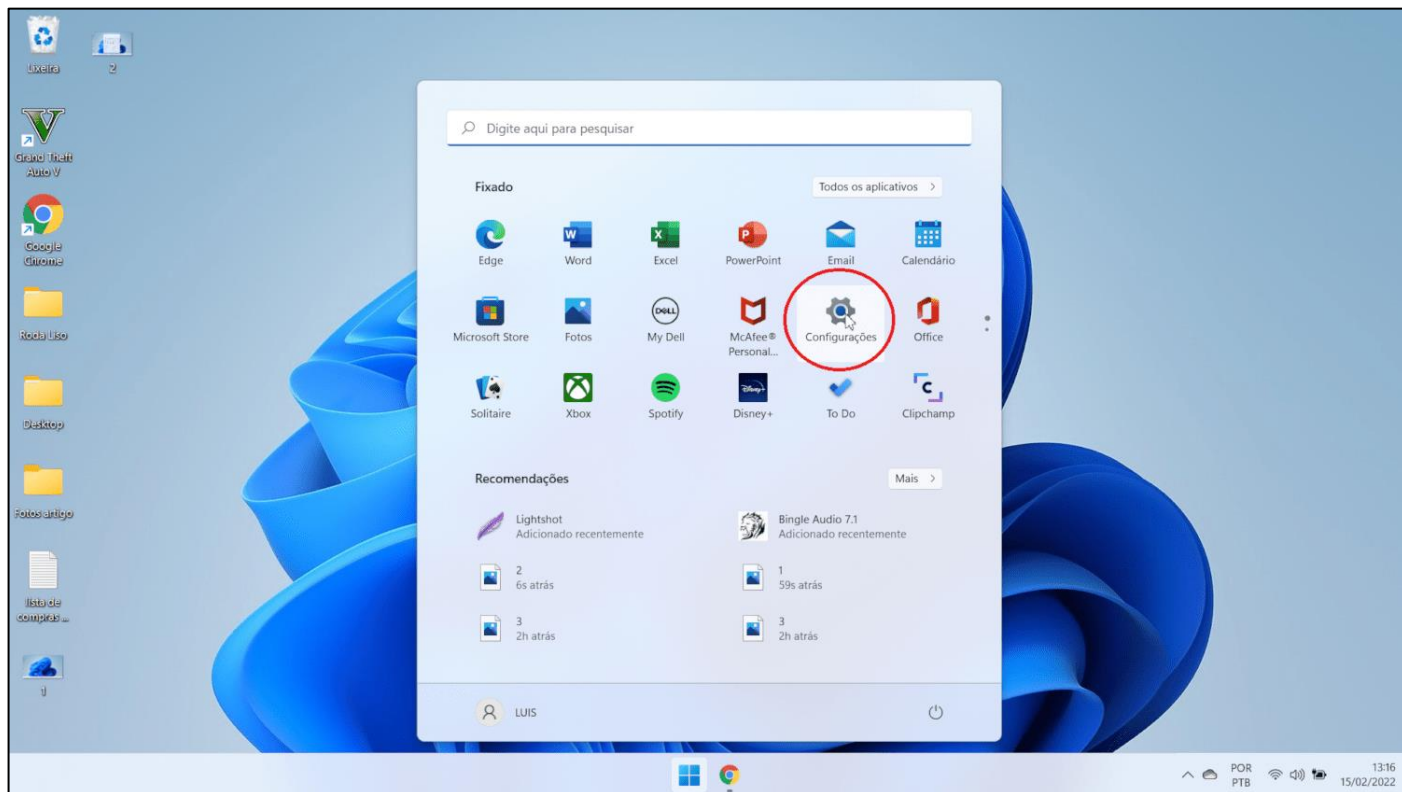 Lixeira
2
Grand Theft
Auto V
Google
Chrome
Roda Liso
Desktop
Fotos antigo
lista de
compras ...
1
Digite aqui para pesquisar
Fixado
Todos os aplicativos
Edge
Word
Excel
PowerPoint
Email
Calendário
Microsoft Store
Fotos
DELL
My Dell
McAfee®
Personal...
Configurações
Office
Solitaire
Xbox
Spotify
Disney+
Disney+
To Do
Clipchamp
Recomendações
Mais
Lightshot
Adicionado recentemente
Bingle Audio 7.1
Adicionado recentemente
2
6s atrás
1
59s atrás
3
2h atrás
3
2h atrás
LUIS
POR
PTB
13:16
15/02/2022